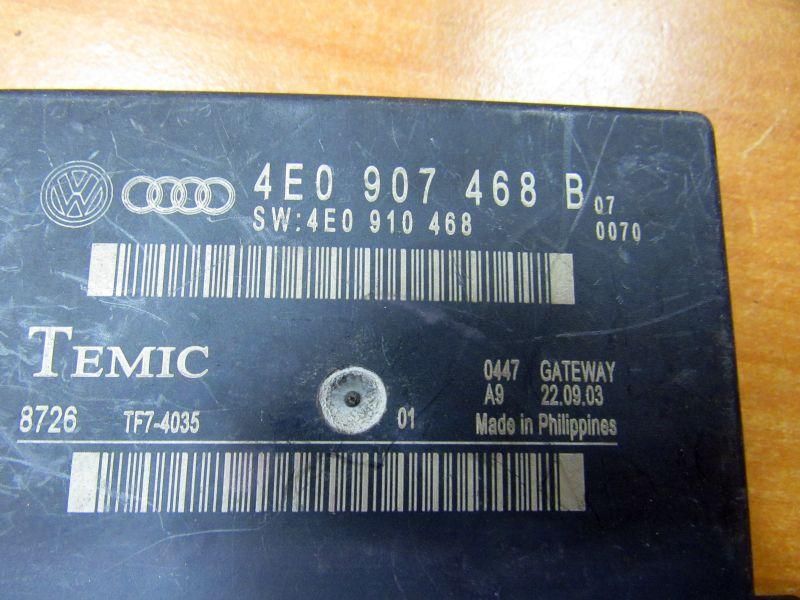 4E0 907 468 B 07
SW:4E0 910 468 0070
TEMIC
0447 GATEWAY
A9 22.09.03
8726 TF7-4035 01 Made in Philippines